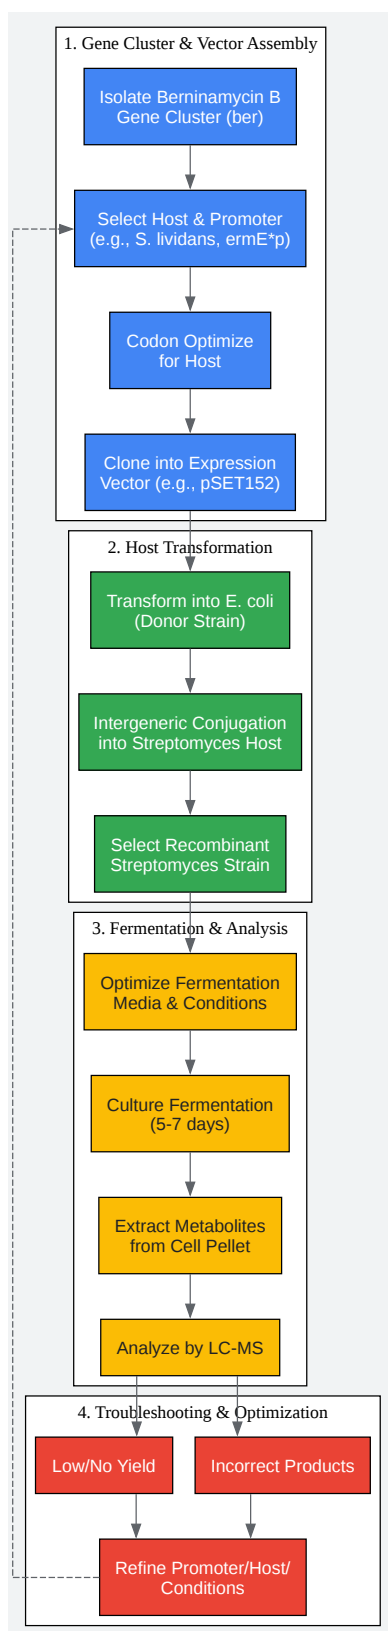 1. Gene Cluster & Vector Assembly
Isolate Berninamycin B
Gene Cluster (ber)
Select Host & Promoter
(e.g., S. lividans, ermE*p)
Codon Optimize
for Host
Clone into Expression
Vector (e.g., pSET152)
2. Host Transformation
Transform into E. coli
(Donor Strain)
Intergeneric Conjugation
into Streptomyces Host
Select Recombinant
Streptomyces Strain
3. Fermentation & Analysis
Optimize Fermentation
Media & Conditions
Culture Fermentation
(5-7 days)
Extract Metabolites
from Cell Pellet
Analyze by LC-MS
4. Troubleshooting & Optimization
Low/No Yield
Incorrect Products
Refine Promoter/Host/
Conditions